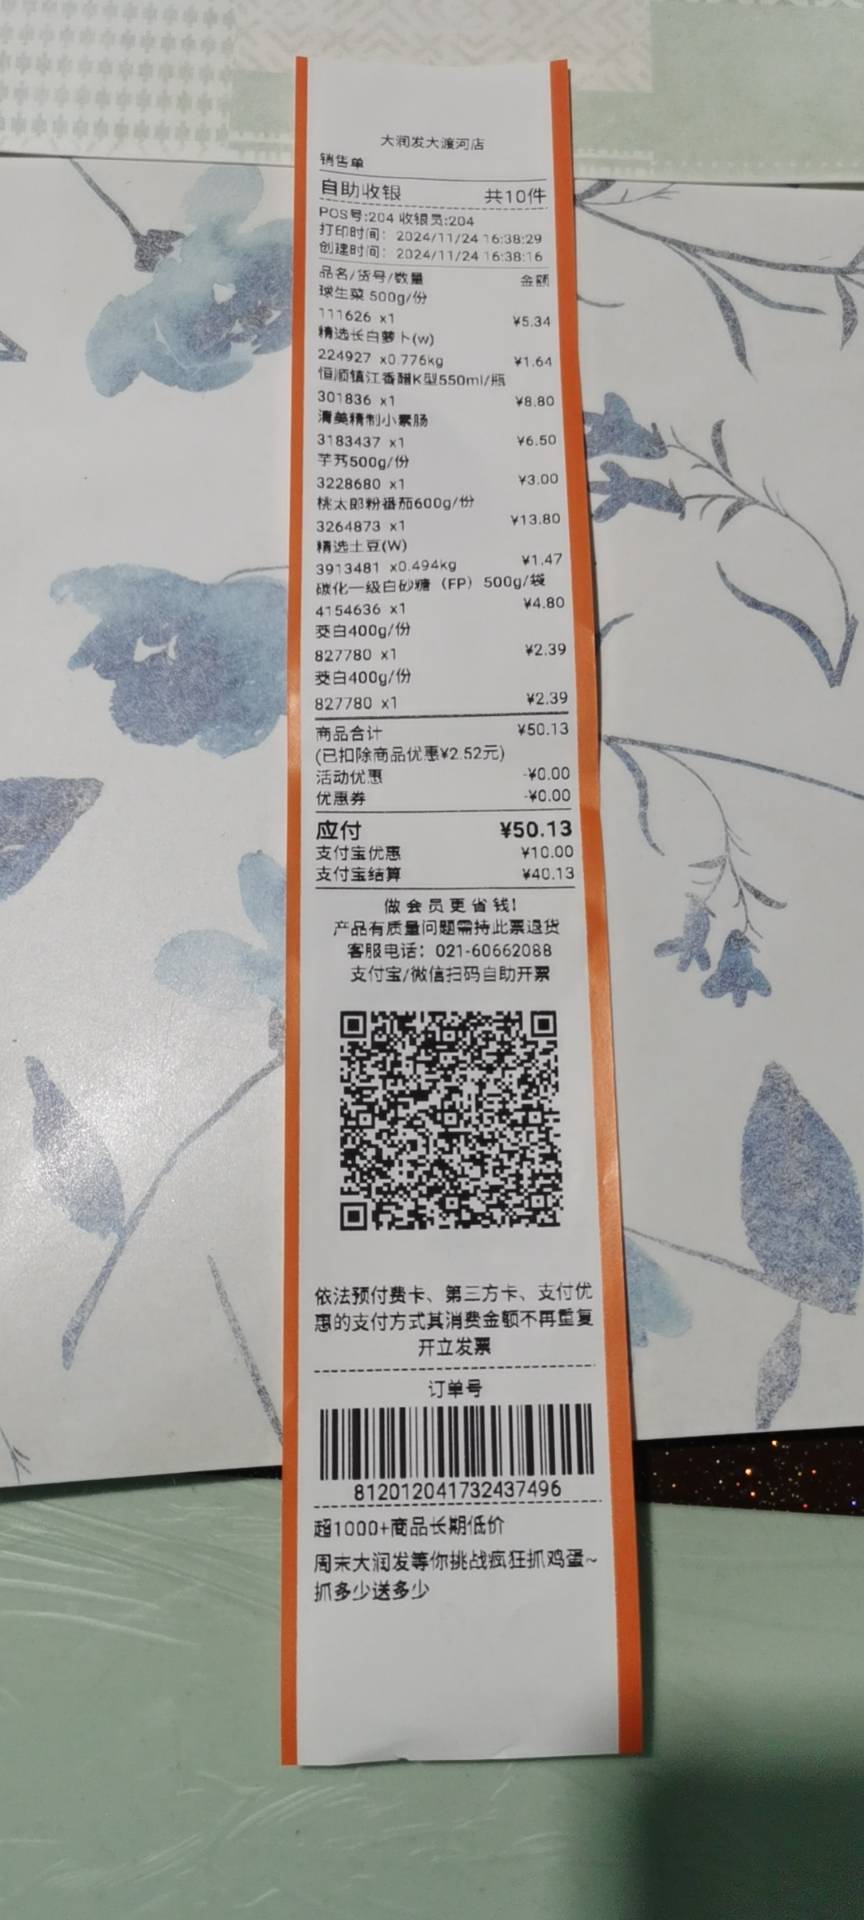 大润发大渡河店
销售单
自助收银 共10件
POS号:204 收银员:204
打印时间: 2024/11/24 16:38:29
创建时间: 2024/11/24 16:38:16
品名/货号/数量 金额
球生菜 500g/份
111626 x1 ¥5.34
精选长白萝卜(w)
224927 x0.776kg ¥1.64
恒顺镇江香醋K型550ml/瓶
301836 x1 ¥8.80
清美精制小素肠
3183437 x1 ¥6.50
芋艿500g/份
3228680 x1 ¥3.00
桃太郎粉番茄600g/份
3264873 x1 ¥13.80
精选土豆(W)
3913481 x0.494kg ¥1.47
碳化一级白砂糖（FP）500g/袋
4154636 x1 ¥4.80
茭白400g/份
827780 x1 ¥2.39
茭白400g/份
827780 x1 ¥2.39
商品合计 ¥50.13
(已扣除商品优惠¥2.52元)
活动优惠 -¥0.00
优惠券 -¥0.00
应付 ¥50.13
支付宝优惠 ¥10.00
支付宝结算 ¥40.13
做会员更省钱!
产品有质量问题需持此票退货
客服电话：021-60662088
支付宝/微信扫码自助开票
依法预付费卡、第三方卡、支付优
惠的支付方式其消费金额不再重复
开立发票
订单号
812012041732437496
超1000+商品长期低价
周末大润发等你挑战疯狂抓鸡蛋~
抓多少送多少